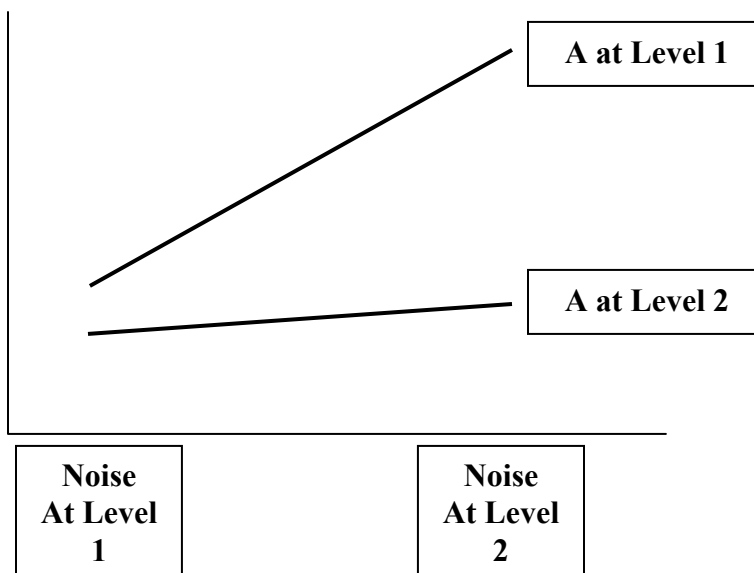 A at Level 1
A at Level 2
Noise
At Level
1
Noise
At Level
2